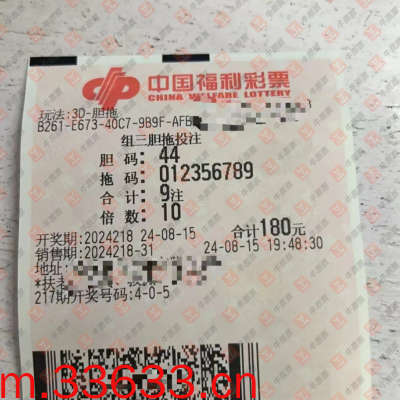 中国福利彩票
CHINA WELFARE LOTTERY
玩法:3D-胆拖
B261-E673-40C7-9B9F-AFB
组三胆拖投注
胆码: 44
拖码: 012356789
合计: 9注
倍数: 10
开奖期:2024218 24-08-15 合计180元
销售期:2024218-31 24-08-15 19:48:30
地址:
217期开奖号码:4-0-5
m.33633.cn